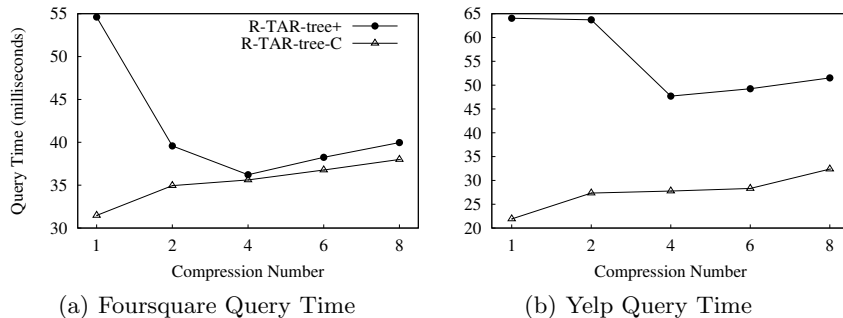 55
50
45
40
35
30
Query Time (milliseconds)
1 2 4 6 8
Compression Number
R-TAR-tree+
R-TAR-tree-C
(a) Foursquare Query Time
65
60
55
50
45
40
35
30
25
20
1 2 4 6 8
Compression Number
(b) Yelp Query Time